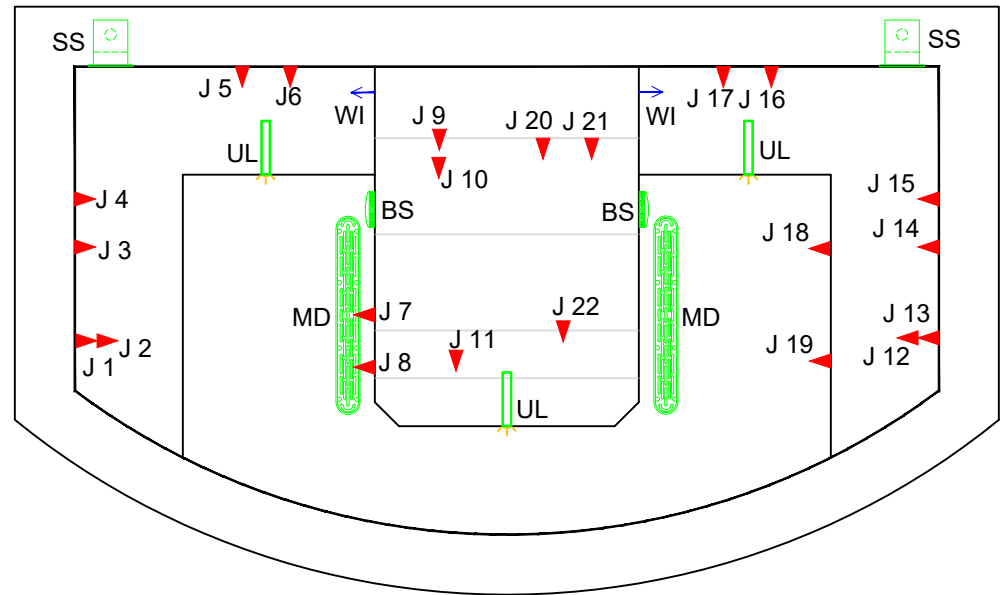 SS
SS
J 5
J6
WI
J 9
J 20
J 21
WI
J 17
J 16
UL
J 10
UL
J 4
BS
BS
J 15
J 3
J 18
J 14
MD
J 7
J 22
MD
J 13
J 1
J 2
J 8
J 11
J 19
J 12
UL